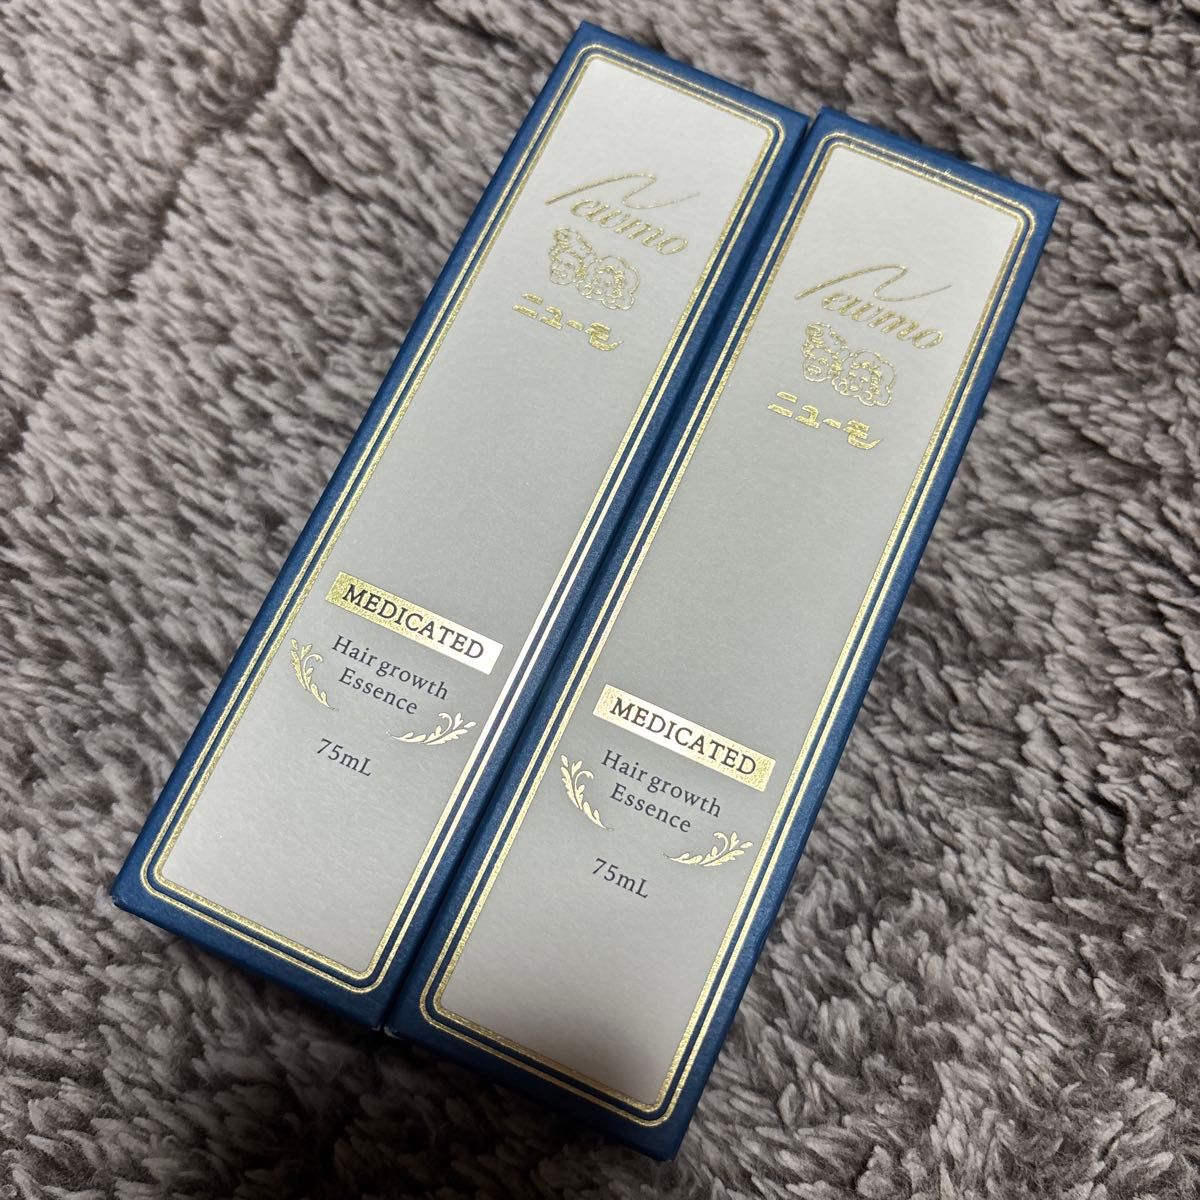 Newmo
ニューモ
MEDICATED
Hair growth
Essence
75mL
Newmo
ニューモ
MEDICATED
Hair growth
Essence
75mL